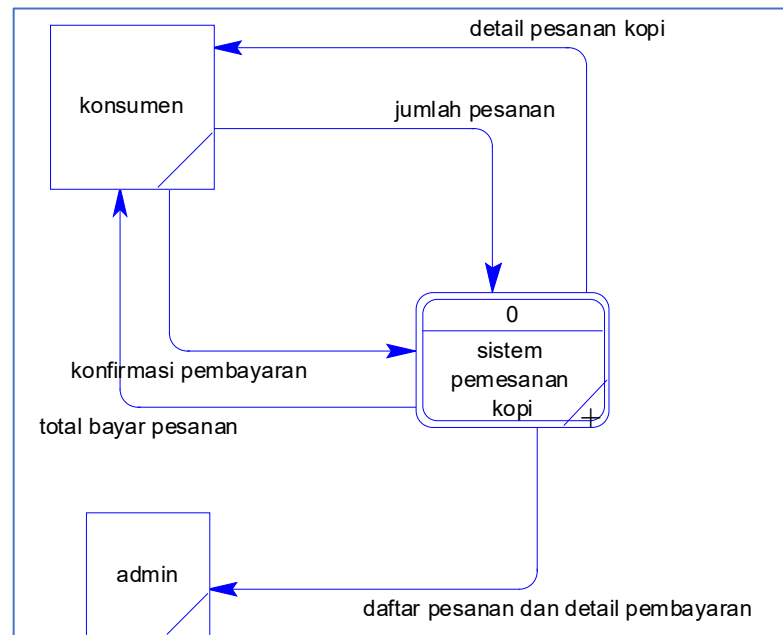 detail pesanan kopi
konsumen
jumlah pesanan
0
sistem
pemesanan
kopi
konfirmasi pembayaran
total bayar pesanan
admin
daftar pesanan dan detail pembayaran